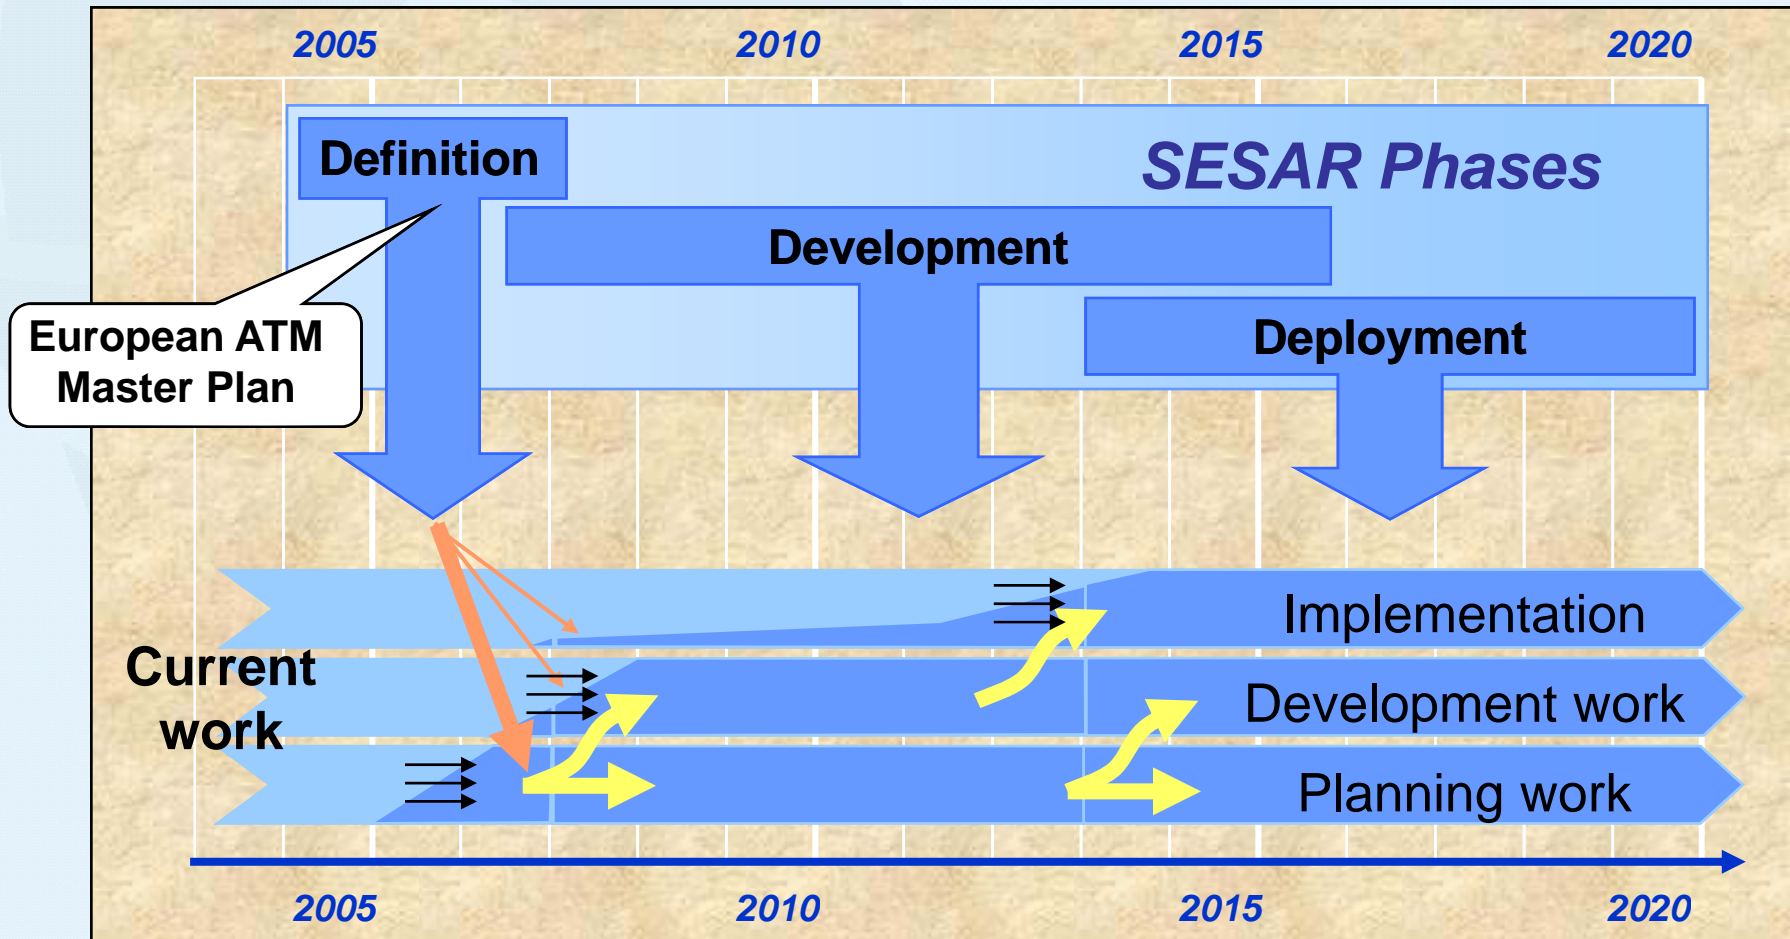 2005 2010 2015 2020
Definition
SESAR Phases
Development
European ATM
Master Plan
Deployment
Implementation
Current
work
Development work
Planning work
2005 2010 2015 2020